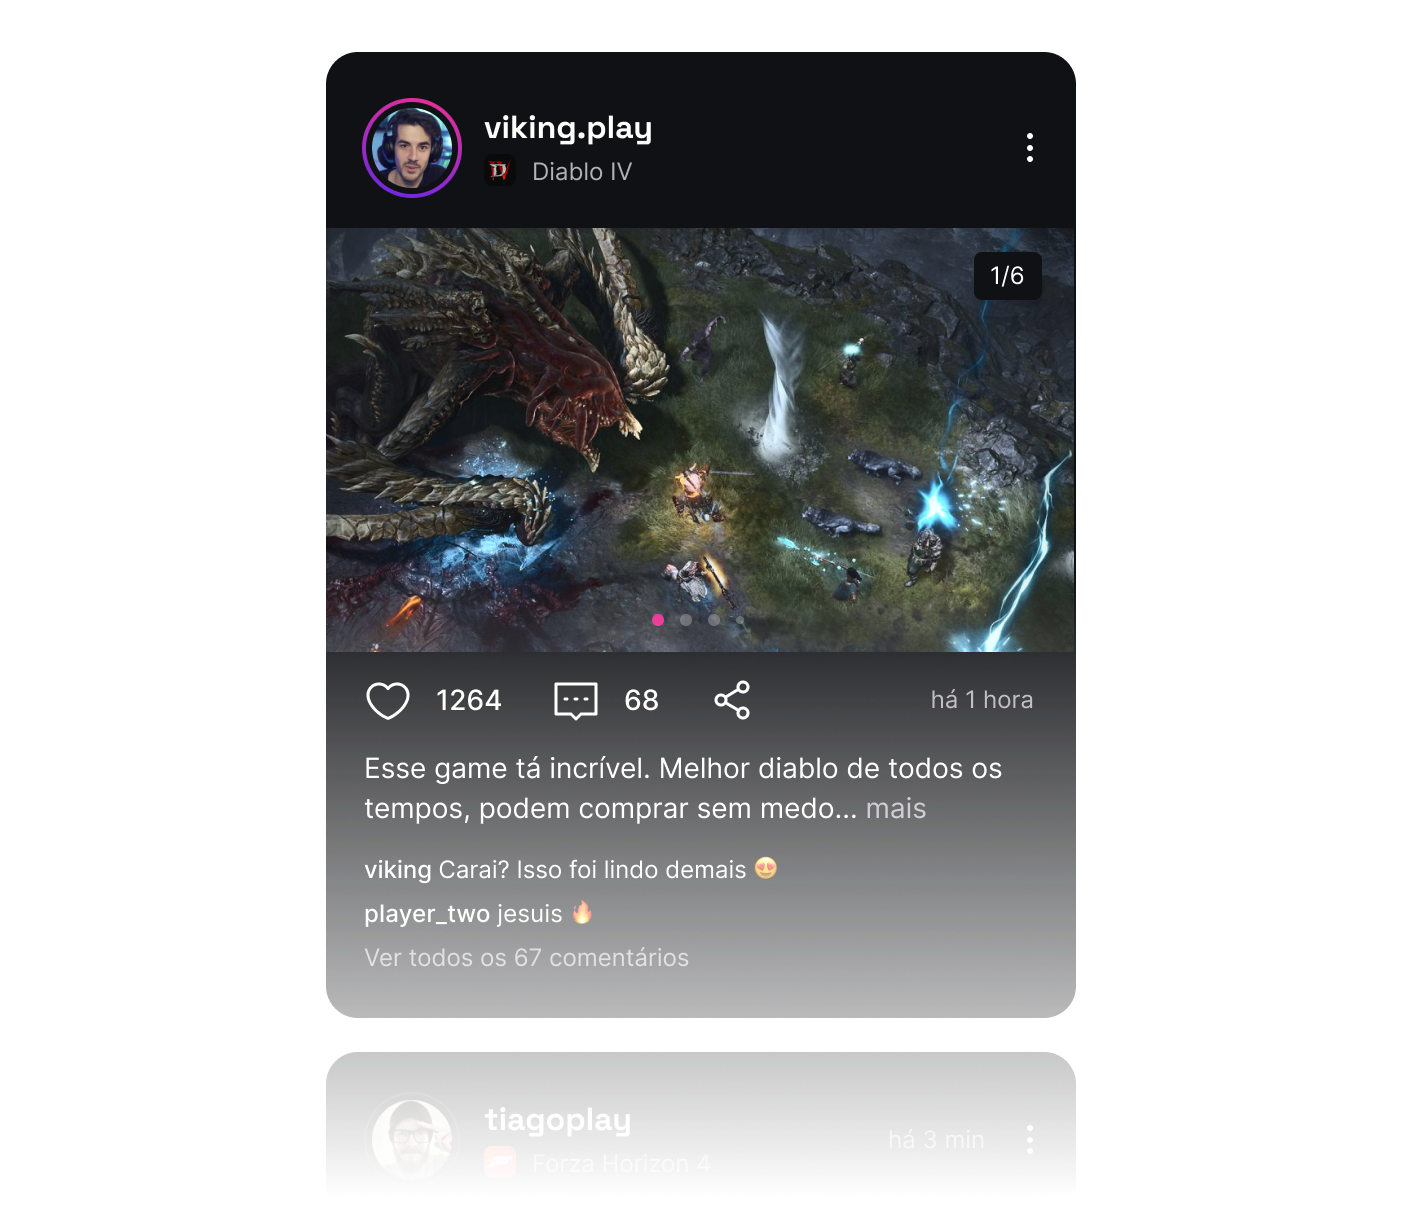 viking.play
Diablo IV
1/6
1264 68 há 1 hora
Esse game tá incrível. Melhor diablo de todos os
tempos, podem comprar sem medo... mais
viking Carai? Isso foi lindo demais 😍
player_two jesuis 🔥
Ver todos os 67 comentários
tiagoplay
há 3 min
Forza Horizon 4